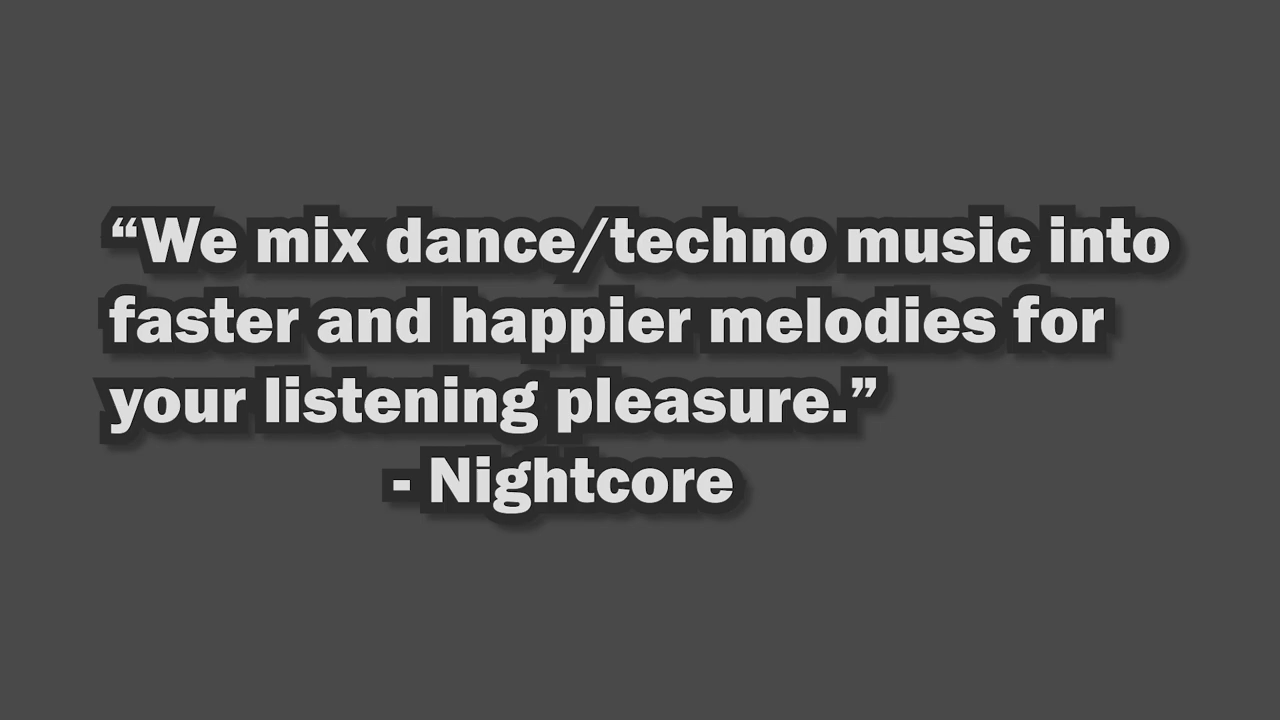 “We mix dance/techno music into
faster and happier melodies for
your listening pleasure.”
- Nightcore